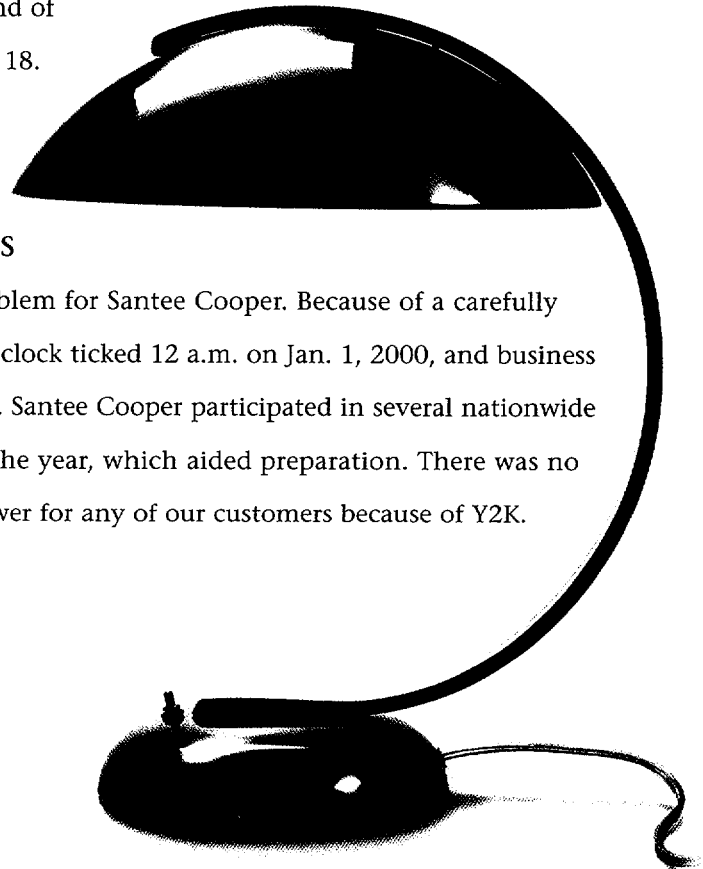 nd of
18.
S
blem for Santee Cooper. Because of a carefully
clock ticked 12 a.m. on Jan. 1, 2000, and business
. Santee Cooper participated in several nationwide
he year, which aided preparation. There was no
wer for any of our customers because of Y2K.